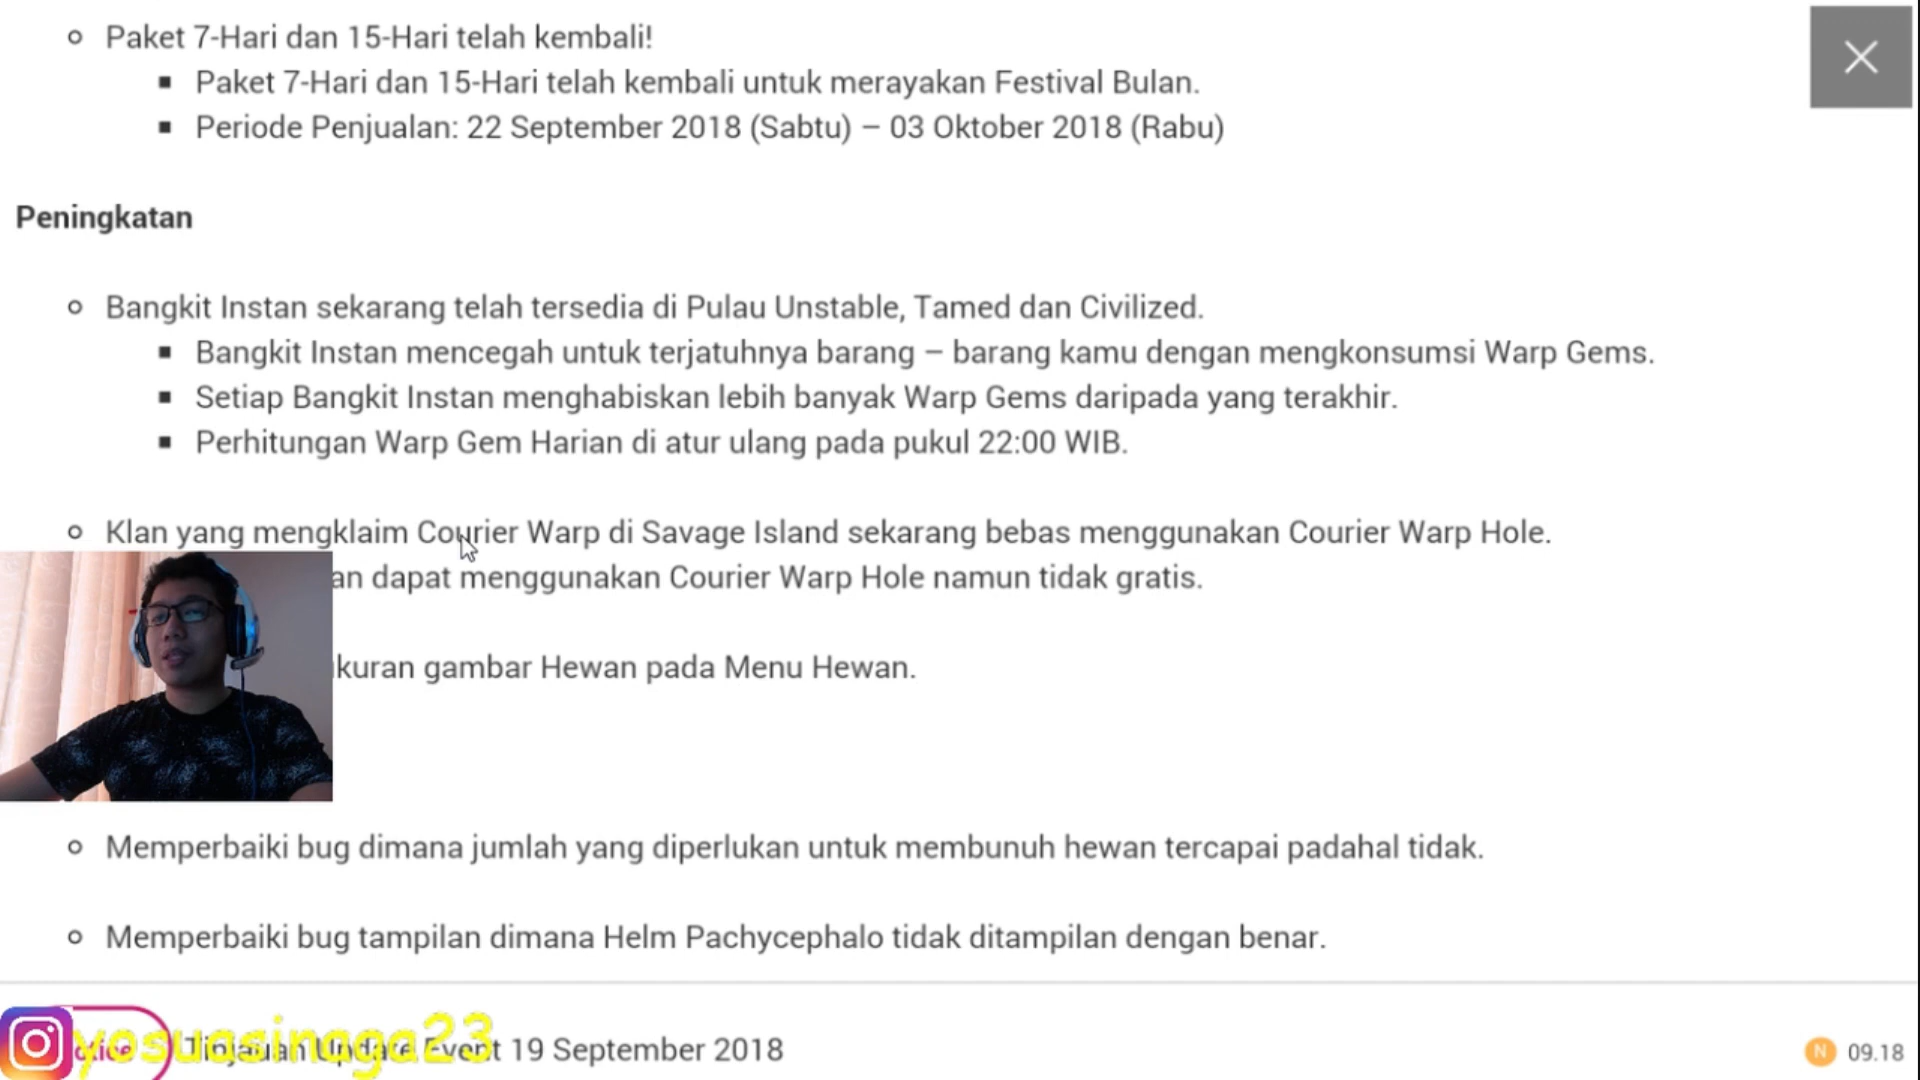 Paket 7-Hari dan 15-Hari telah kembali!
Paket 7-Hari dan 15-Hari telah kembali untuk merayakan Festival Bulan.
Periode Penjualan: 22 September 2018 (Sabtu) – 03 Oktober 2018 (Rabu)
Peningkatan
Bangkit Instan sekarang telah tersedia di Pulau Unstable, Tamed dan Civilized.
Bangkit Instan mencegah untuk terjatuhnya barang – barang kamu dengan mengkonsumsi Warp Gems.
Setiap Bangkit Instan menghabiskan lebih banyak Warp Gems daripada yang terakhir.
Perhitungan Warp Gem Harian di atur ulang pada pukul 22:00 WIB.
Klan yang mengklaim Courier Warp di Savage Island sekarang bebas menggunakan Courier Warp Hole.
an dapat menggunakan Courier Warp Hole namun tidak gratis.
kuran gambar Hewan pada Menu Hewan.
Memperbaiki bug dimana jumlah yang diperlukan untuk membunuh hewan tercapai padahal tidak.
Memperbaiki bug tampilan dimana Helm Pachycephalo tidak ditampilan dengan benar.
yosuasinaga23
Tinjauan Update Event 19 September 2018
N 09.18